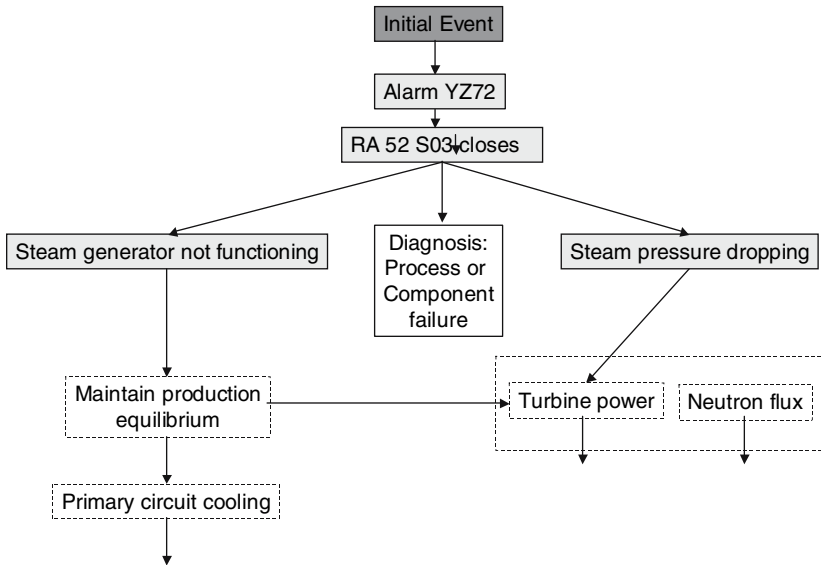 Initial Event
Alarm YZ72
RA 52 S03 closes
Steam generator not functioning
Diagnosis:
Process or
Component
failure
Steam pressure dropping
Maintain production
equilibrium
Turbine power
Neutron flux
Primary circuit cooling